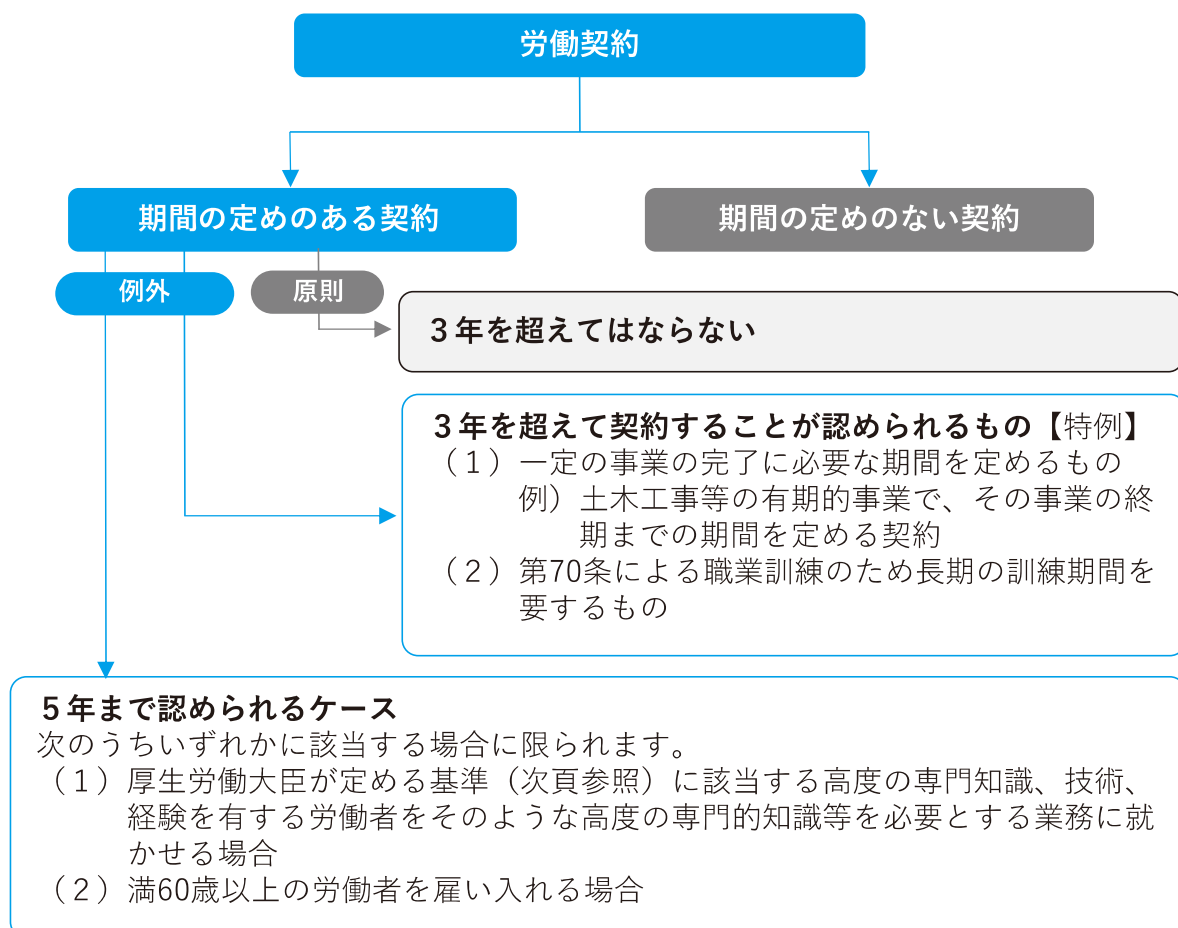 労働契約
期間の定めのある契約
期間の定めのない契約
例外
原則
3年を超えてはならない
3年を超えて契約することが認められるもの【特例】
（1）一定の事業の完了に必要な期間を定めるもの
例）土木工事等の有期的事業で、その事業の終
期までの期間を定める契約
（2）第70条による職業訓練のため長期の訓練期間を
要するもの
5年まで認められるケース
次のうちいずれかに該当する場合に限られます。
（1）厚生労働大臣が定める基準（次頁参照）に該当する高度の専門知識、技術、
経験を有する労働者をそのような高度の専門的知識等を必要とする業務に就
かせる場合
（2）満60歳以上の労働者を雇い入れる場合